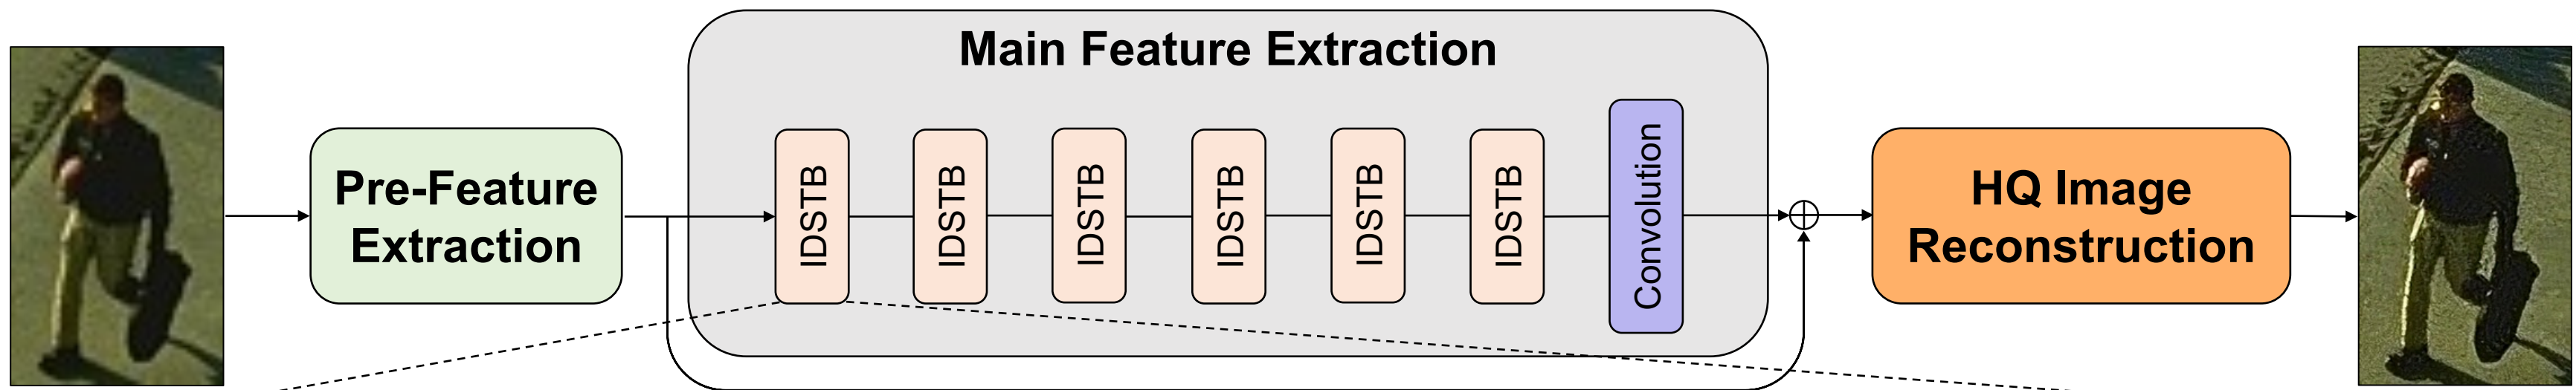 Main Feature Extraction
Pre-Feature
Extraction
IDSTB
IDSTB
IDSTB
IDSTB
IDSTB
IDSTB
Convolution
HQ Image
Reconstruction